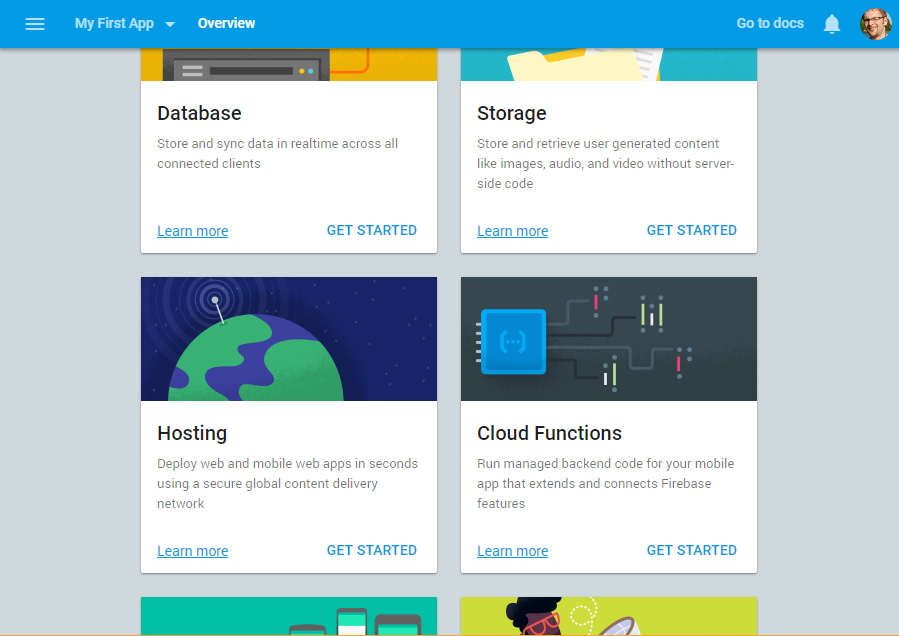 My First App
Overview
Go to docs
Database
Store and sync data in realtime across all
connected clients
Learn more
GET STARTED
Storage
Store and retrieve user generated content
like images, audio, and video without server-
side code
Learn more
GET STARTED
Hosting
Deploy web and mobile web apps in seconds
using a secure global content delivery
network
Learn more
GET STARTED
Cloud Functions
Run managed backend code for your mobile
app that extends and connects Firebase
features
Learn more
GET STARTED